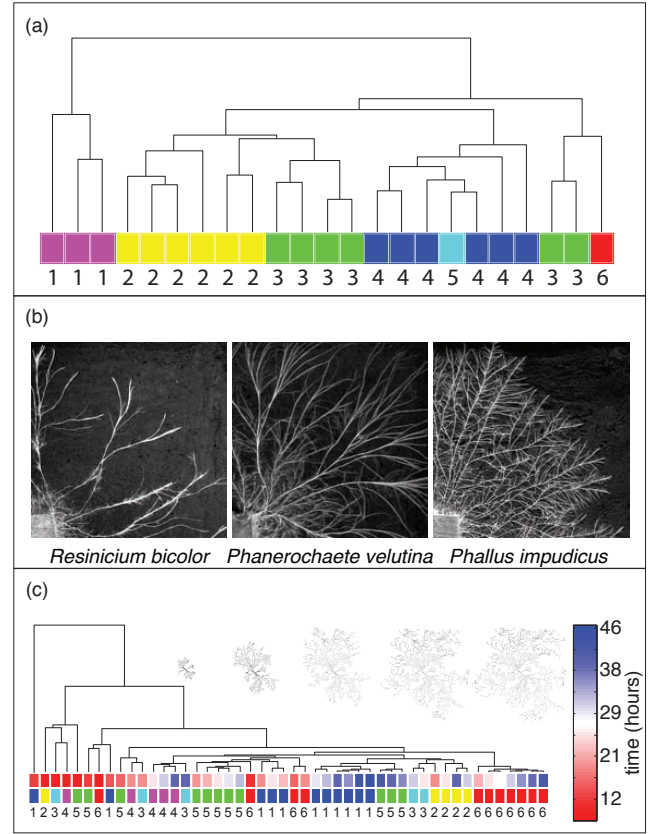 (a)
1 1 1 2 2 2 2 2 2 3 3 3 3 4 4 4 5 4 4 4 3 3 6
(b)
Resinicium bicolor Phanerochaete velutina Phallus impudicus
(c)
46
38
29
21
12
time (hours)
1 2 3 4 5 5 6 1 5 4 3 4 4 4 3 5 5 5 5 5 6 1 1 1 6 6 1 1 1 1 1 1 5 5 5 3 3 2 2 2 2 6 6 6 6 6 6 6